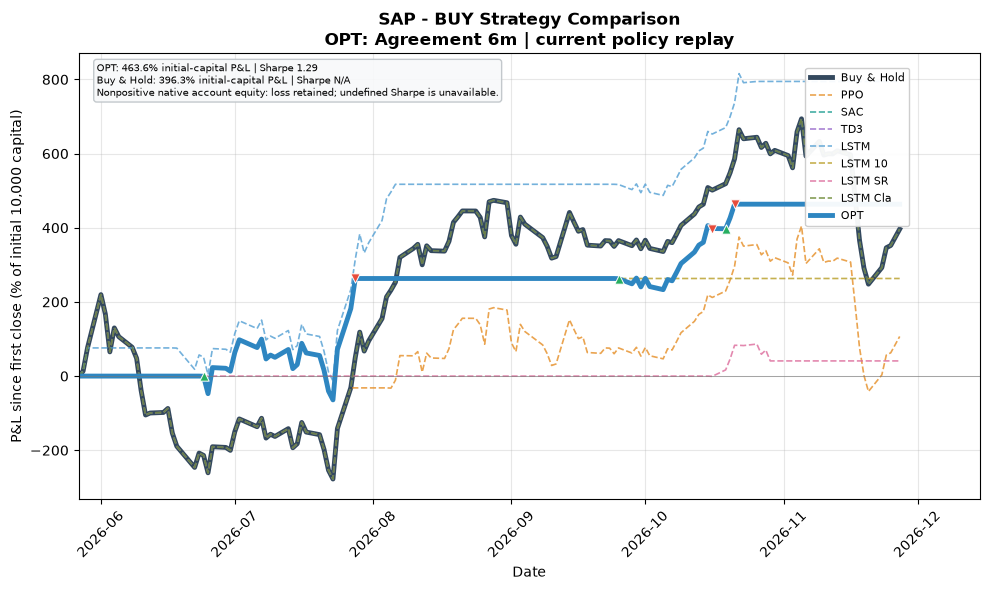 SAP - BUY Strategy Comparison
OPT: Agreement 6m | current policy replay
OPT: 463.6% initial-capital P&L | Sharpe 1.29
Buy & Hold: 396.3% initial-capital P&L | Sharpe N/A
Nonpositive native account equity: loss retained; undefined Sharpe is unavailable.
Buy & Hold
PPO
SAC
TD3
LSTM
LSTM 10
LSTM SR
LSTM Cla
OPT
P&L since first close (% of initial 10,000 capital)
800
600
400
200
0
−200
2026-06
2026-07
2026-08
2026-09
2026-10
2026-11
2026-12
Date